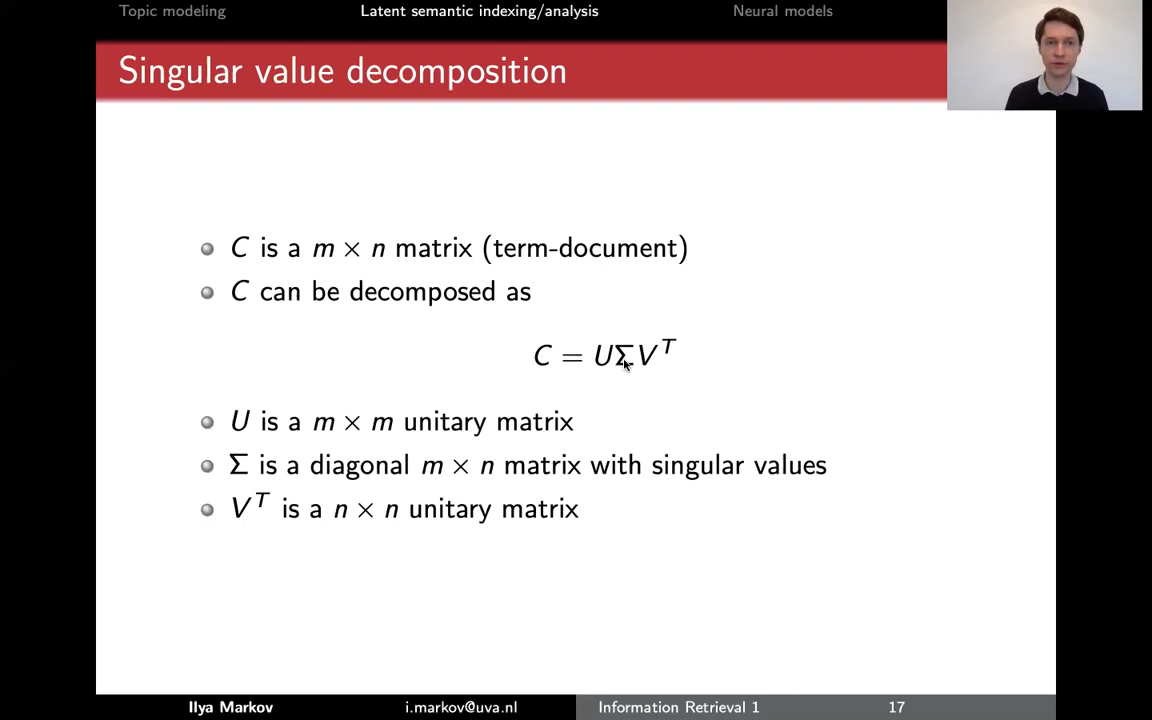 Topic modeling Latent semantic indexing/analysis Neural models
Singular value decomposition
C is a m × n matrix (term-document)
C can be decomposed as
C = UΣV^T
U is a m × m unitary matrix
Σ is a diagonal m × n matrix with singular values
V^T is a n × n unitary matrix
Ilya Markov i.markov@uva.nl Information Retrieval 1 17